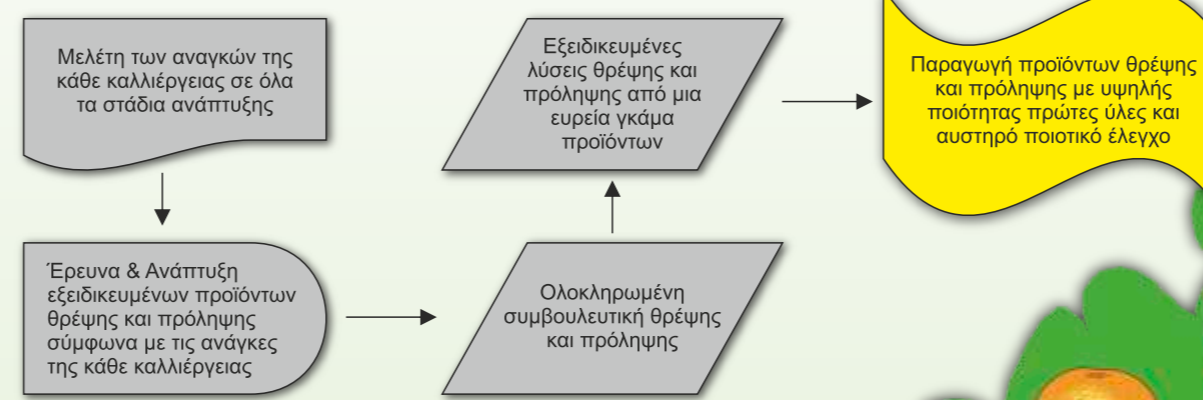 Μελέτη των αναγκών της
κάθε καλλιέργειας σε όλα
τα στάδια ανάπτυξης
Έρευνα & Ανάπτυξη
εξειδικευμένων προϊόντων
θρέψης και πρόληψης
σύμφωνα με τις ανάγκες
της κάθε καλλιέργειας
Ολοκληρωμένη
συμβουλευτική θρέψης
και πρόληψης
Εξειδικευμένες
λύσεις θρέψης και
πρόληψης από μια
ευρεία γκάμα
προϊόντων
Παραγωγή προϊόντων θρέψης
και πρόληψης με υψηλής
ποιότητας πρώτες ύλες και
αυστηρό ποιοτικό έλεγχο